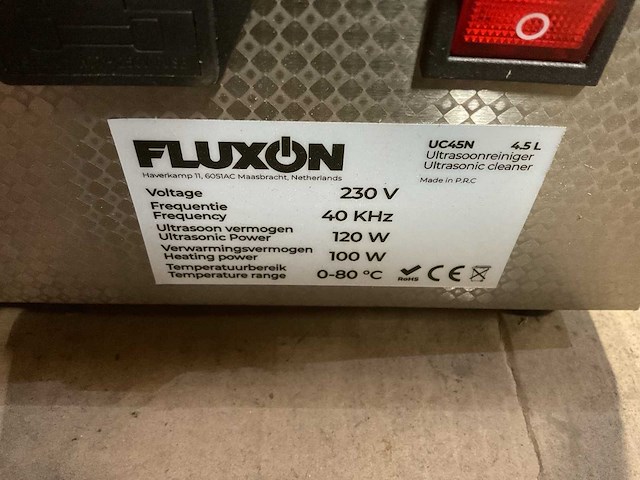 FLUXON
Haverkamp 11, 6051AC Maasbracht, Netherlands
UC45N 4.5 L
Ultrasoonreiniger
Ultrasonic cleaner
Made in P.R.C
Voltage 230 V
Frequentie
Frequency 40 KHz
Ultrasoon vermogen
Ultrasonic Power 120 W
Verwarmingsvermogen
Heating power 100 W
Temperatuurbereik
Temperature range 0-80 °C
RoHS CE